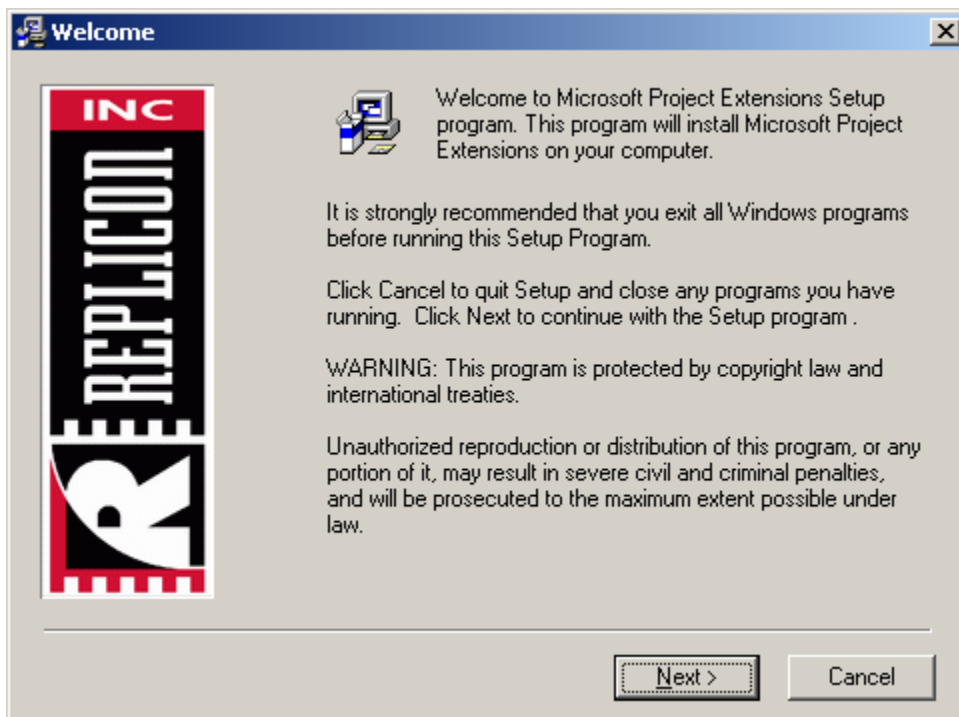 Welcome
INC
REPLICON
R
Welcome to Microsoft Project Extensions Setup
program. This program will install Microsoft Project
Extensions on your computer.
It is strongly recommended that you exit all Windows programs
before running this Setup Program.
Click Cancel to quit Setup and close any programs you have
running.  Click Next to continue with the Setup program .
WARNING: This program is protected by copyright law and
international treaties.
Unauthorized reproduction or distribution of this program, or any
portion of it, may result in severe civil and criminal penalties,
and will be prosecuted to the maximum extent possible under
law.
Next >
Cancel